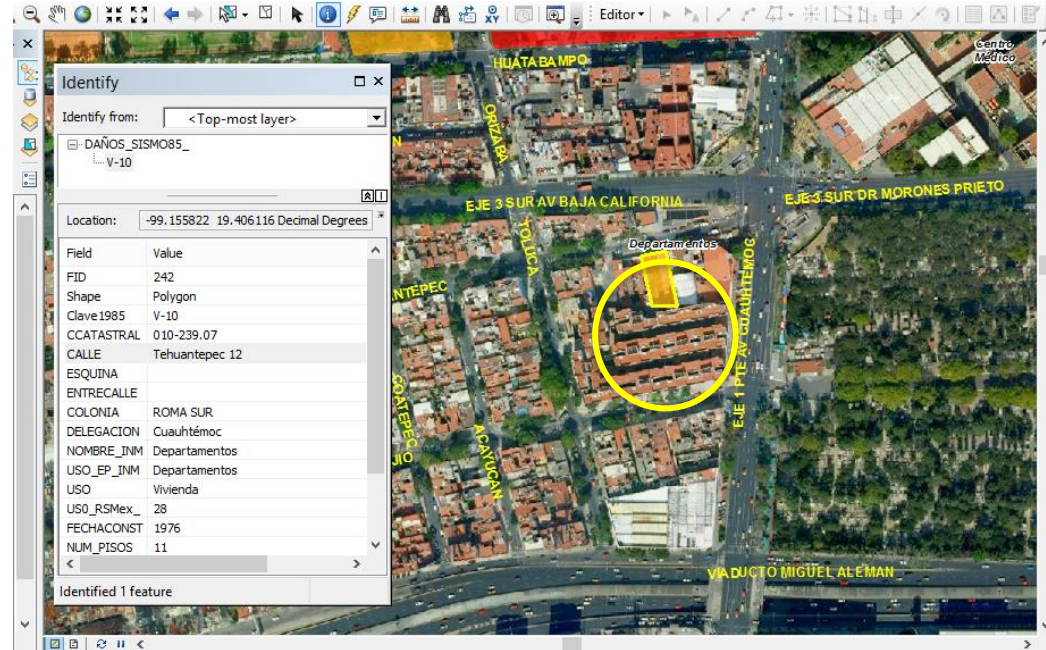 Editor
Identify
Identify from:
<Top-most layer>
DAÑOS_SISMO85_
V-10
Location:
-99.155822 19.406116 Decimal Degrees
Field Value
FID 242
Shape Polygon
Clave1985 V-10
CCATASTRAL 010-239.07
CALLE Tehuantepec 12
ESQUINA
ENTRECALLE
COLONIA ROMA SUR
DELEGACION Cuauhtémoc
NOMBRE_INM Departamentos
USO_EP_INM Departamentos
USO Vivienda
US0_RSMex_ 28
FECHACONST 1976
NUM_PISOS 11
Identified 1 feature
HUATABAMPO
Centro
Médico
ORIZABA
N
EJE 3 SUR AV BAJA CALIFORNIA
EJE 3 SUR DR MORONES PRIETO
TOLUCA
Departamentos
NTEPEC
EJE 1 PTE AV CUAUHTEMOC
COATEPEC
ACAYUCAN
JIO
VIADUCTO MIGUEL ALEMAN